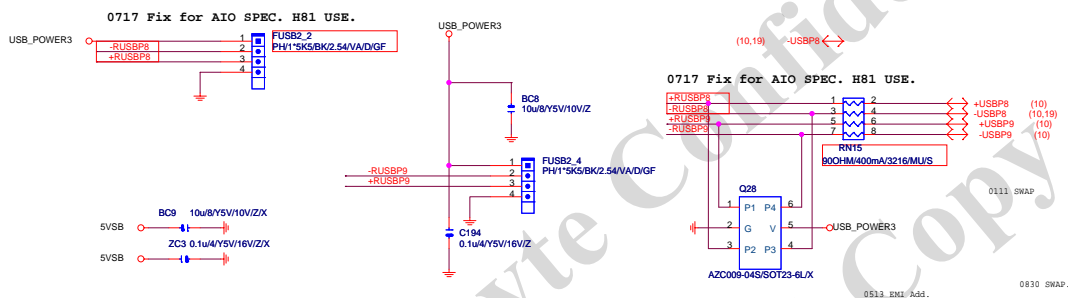 0717 Fix for AIO SPEC. H81 USE.
USB_POWER3
-RUSBP8
+RUSBP8
1
2
3
4
FUSB2_2
PH/1*5K5/BK/2.54/VA/D/GF
USB_POWER3
BC8
10u/8/Y5V/10V/Z
-RUSBP9
+RUSBP9
1
2
3
4
FUSB2_4
PH/1*5K5/BK/2.54/VA/D/GF
C194
0.1u/4/Y5V/16V/Z
5VSB
BC9 10u/8/Y5V/10V/Z/X
5VSB
ZC3 0.1u/4/Y5V/16V/Z/X
(10,19) -USBP8
0717 Fix for AIO SPEC. H81 USE.
+RUSBP8
-RUSBP8
+RUSBP9
-RUSBP9
1 2
3 4
5 6
7 8
+USBP8 (10)
-USBP8 (10,19)
+USBP9 (10)
-USBP9 (10)
RN15
90OHM/400mA/3216/MU/S
0111 SWAP
Q28
1 P1 P4 6
2 G V 5
3 P2 P3 4
USB_POWER3
AZC009-04S/SOT23-6L/X
0830 SWAP.
0513 EMI Add.
yte Confid
Copy